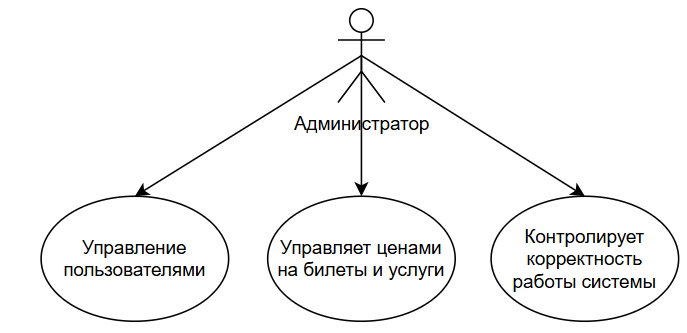 Администратор
Управление
пользователями
Управляет ценами
на билеты и услуги
Контролирует
корректность
работы системы